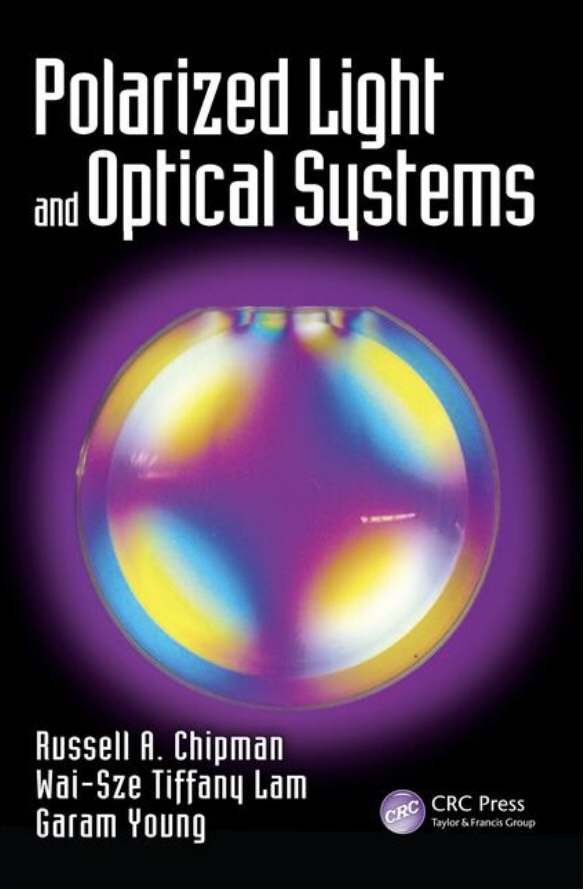 Polarized Light
and Optical Systems
Russell A. Chipman
Wai-Sze Tiffany Lam
Garam Young
CRC
CRC Press
Taylor & Francis Group